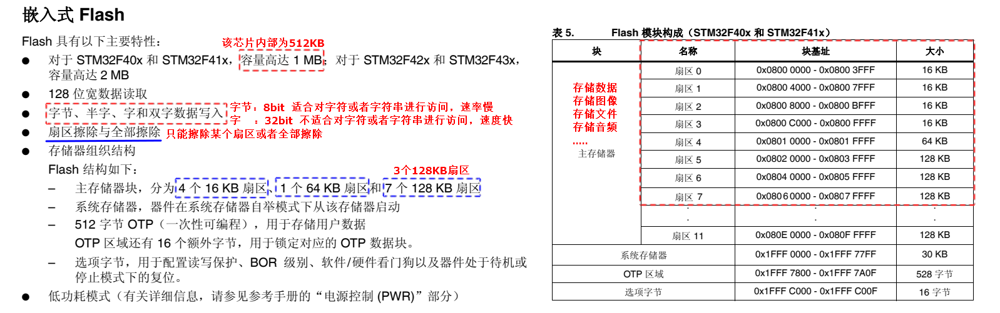 嵌入式 Flash
Flash 具有以下主要特性：
该芯片内部为512KB
● 对于 STM32F40x 和 STM32F41x，容量高达 1 MB；对于 STM32F42x 和 STM32F43x，
容量高达 2 MB
● 128 位宽数据读取
● 字节、半字、字和双字数据写入
字节：8bit 适合对字符或者字符串进行访问，速率慢
字 ：32bit 不适合对字符或者字符串进行访问，速度快
● 扇区擦除与全部擦除 只能擦除某个扇区或者全部擦除
● 存储器组织结构
Flash 结构如下：
3个128KB扇区
– 主存储器块，分为 4 个 16 KB 扇区、1 个 64 KB 扇区和 7 个 128 KB 扇区
– 系统存储器，器件在系统存储器自举模式下从该存储器启动
– 512 字节 OTP（一次性可编程），用于存储用户数据
OTP 区域还有 16 个额外字节，用于锁定对应的 OTP 数据块。
– 选项字节，用于配置读写保护、BOR 级别、软件/硬件看门狗以及器件处于待机或
停止模式下的复位。
● 低功耗模式（有关详细信息，请参见参考手册的“电源控制 (PWR)”部分）
表 5. Flash 模块构成（STM32F40x 和 STM32F41x）
块 名称 块基址 大小
扇区 0 0x0800 0000 - 0x0800 3FFF 16 KB
存储数据
扇区 1 0x0800 4000 - 0x0800 7FFF 16 KB
存储图像
扇区 2 0x0800 8000 - 0x0800 BFFF 16 KB
存储文件
扇区 3 0x0800 C000 - 0x0800 FFFF 16 KB
存储音频
.....
扇区 4 0x0801 0000 - 0x0801 FFFF 64 KB
主存储器
扇区 5 0x0802 0000 - 0x0803 FFFF 128 KB
扇区 6 0x0804 0000 - 0x0805 FFFF 128 KB
扇区 7 0x0806 0000 - 0x0807 FFFF 128 KB
. . .
. . .
扇区 11 0x080E 0000 - 0x080F FFFF 128 KB
系统存储器 0x1FFF 0000 - 0x1FFF 77FF 30 KB
OTP 区域 0x1FFF 7800 - 0x1FFF 7A0F 528 字节
选项字节 0x1FFF C000 - 0x1FFF C00F 16 字节